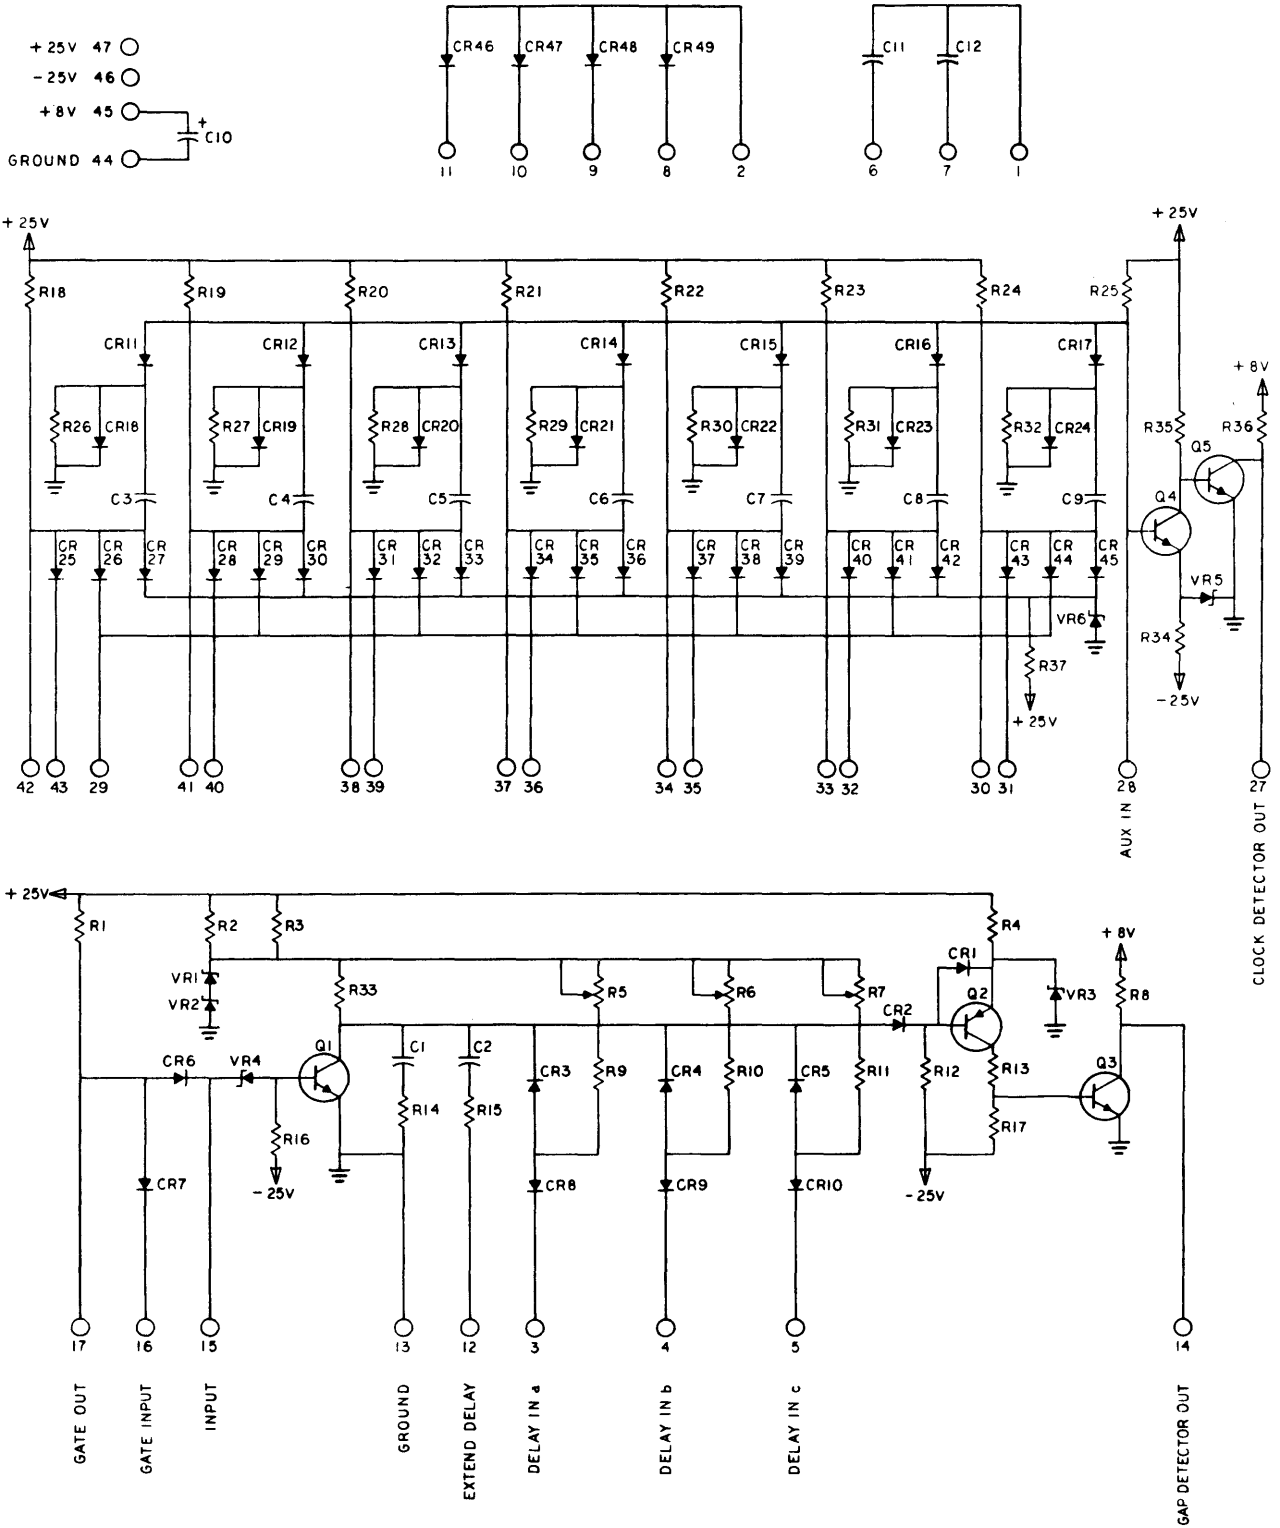 +25V 47
-25V 46
+8V 45
+
C10
GROUND 44
CR46 CR47 CR48 CR49
11 10 9 8 2
C11 C12
6 7 1
+25V
+25V
R18 R19 R20 R21 R22 R23 R24 R25
CR11 CR12 CR13 CR14 CR15 CR16 CR17
+8V
R26 CR18 R27 CR19 R28 CR20 R29 CR21 R30 CR22 R31 CR23 R32 CR24 R35 R36
Q5
C3 C4 C5 C6 C7 C8 C9 Q4
CR 25 CR 26 CR 27 CR 28 CR 29 CR 30 CR 31 CR 32 CR 33 CR 34 CR 35 CR 36 CR 37 CR 38 CR 39 CR 40 CR 41 CR 42 CR 43 CR 44 CR 45
VR5
VR6
R34
R37
-25V
+25V
42 43 29 41 40 38 39 37 36 34 35 33 32 30 31 28 27
AUX IN
CLOCK DETECTOR OUT
+25V
R1 R2 R3 R4
+8V
VR1 VR2
R33 R5 R6 R7 CR1
Q2 VR3 R8
CR2
CR6 VR4 Q1 C1 C2
CR3 R9 CR4 R10 CR5 R11 R12 R13
Q3
R16 R14 R15 R17
-25V
-25V
CR7 CR8 CR9 CR10
17 16 15 13 12 3 4 5 14
GATE OUT
GATE INPUT
INPUT
GROUND
EXTEND DELAY
DELAY IN a
DELAY IN b
DELAY IN c
GAP DETECTOR OUT